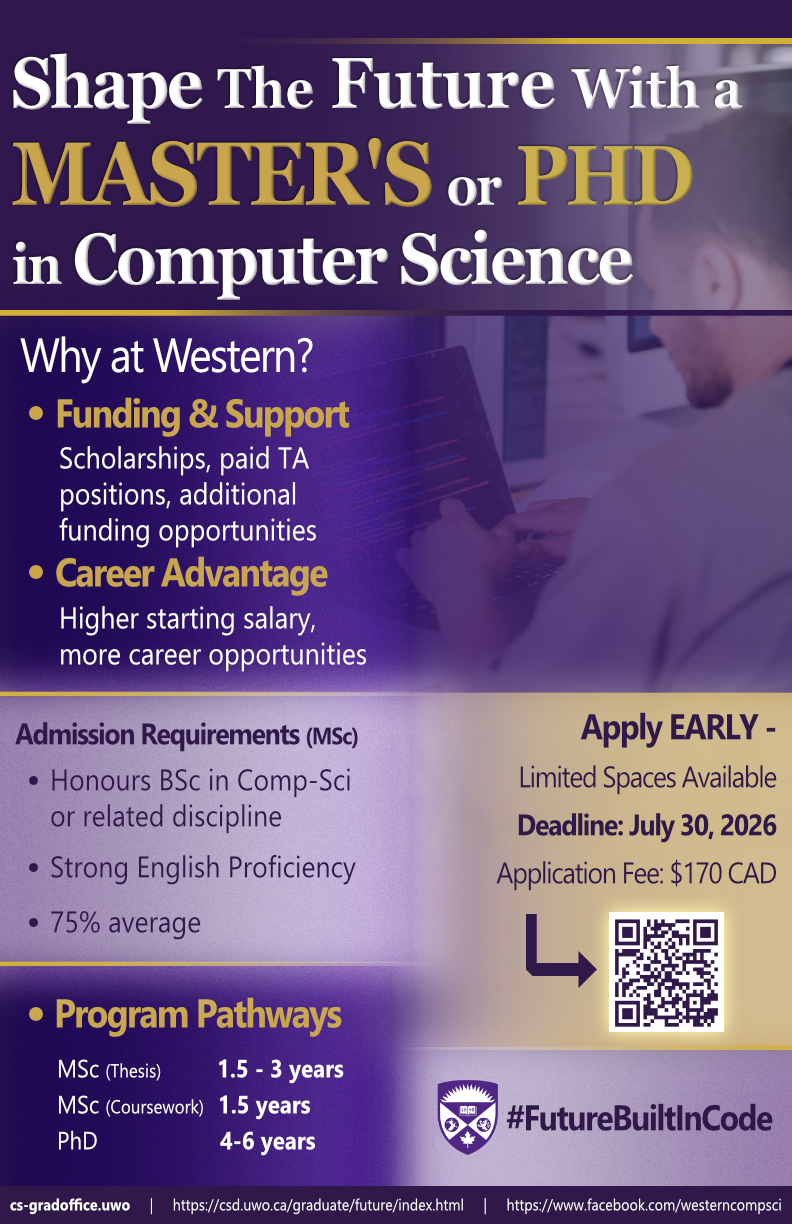 Shape The Future With a
MASTER'S or PHD
in Computer Science
Why at Western?
• Funding & Support
Scholarships, paid TA
positions, additional
funding opportunities
• Career Advantage
Higher starting salary,
more career opportunities
Admission Requirements (MSc)
• Honours BSc in Comp-Sci
or related discipline
• Strong English Proficiency
• 75% average
Apply EARLY -
Limited Spaces Available
Deadline: July 30, 2026
Application Fee: $170 CAD
• Program Pathways
MSc (Thesis) 1.5 - 3 years
MSc (Coursework) 1.5 years
PhD 4-6 years
#FutureBuiltInCode
cs-gradoffice.uwo | https://csd.uwo.ca/graduate/future/index.html | https://www.facebook.com/westerncompsci